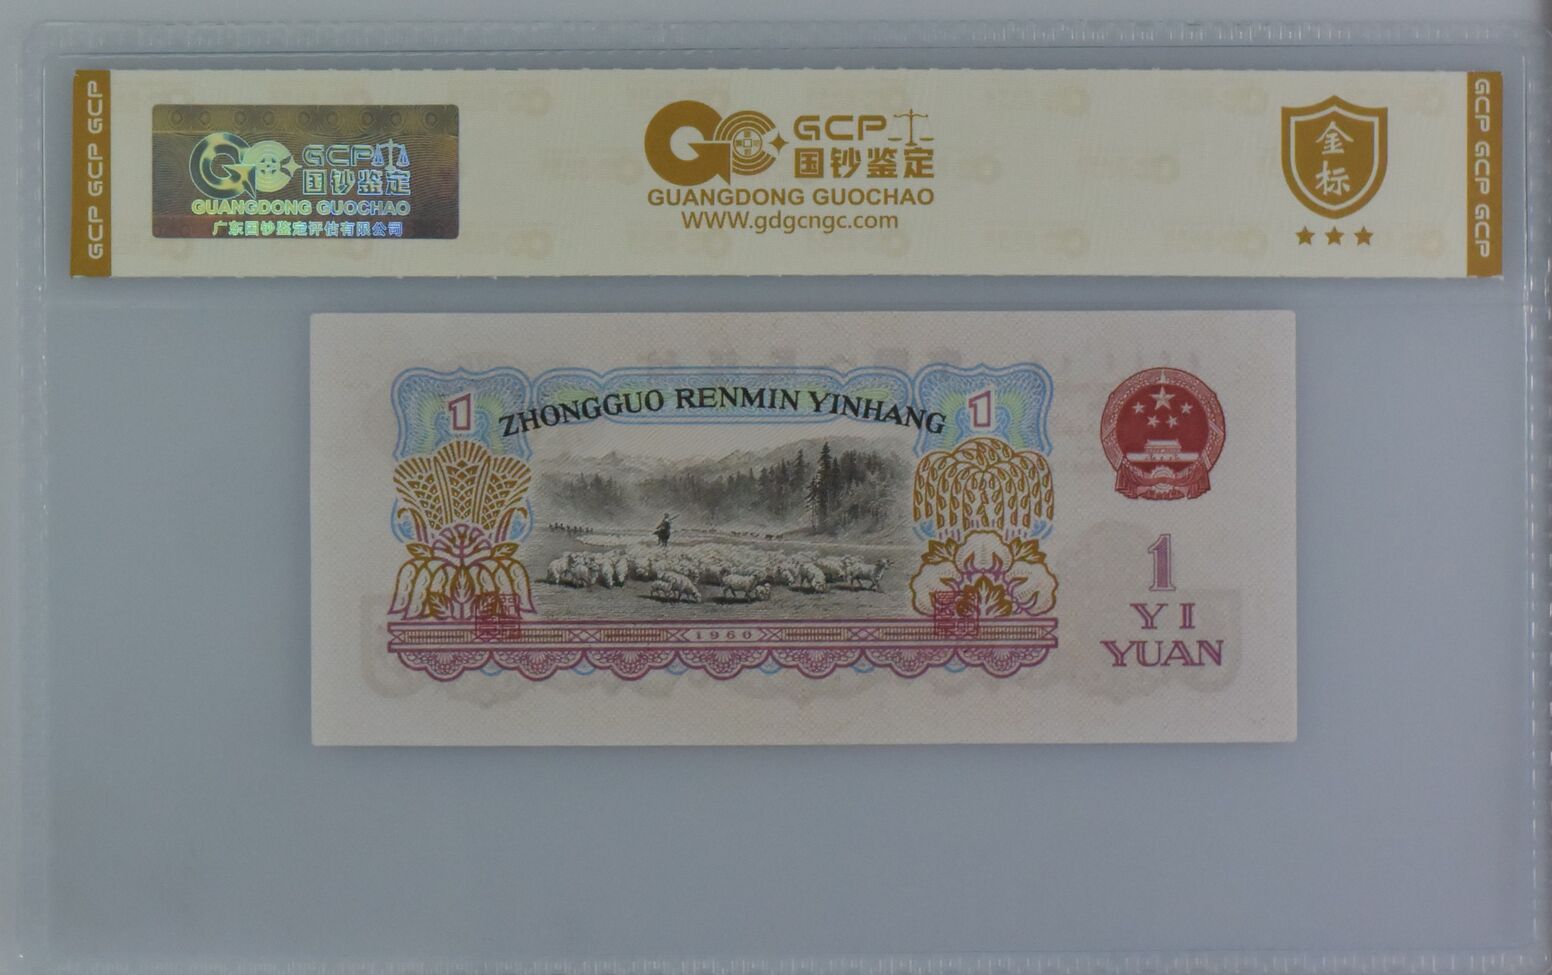 GCP GCP GCP
GCP
国钞鉴定
GUANGDONG GUOCHAO
广东国钞鉴定评估有限公司
GCP
国钞鉴定
GUANGDONG GUOCHAO
WWW.gdgcngc.com
金标
GCP GCP GCP
1
ZHONGGUO RENMIN YINHANG
1
1960
1
YI
YUAN